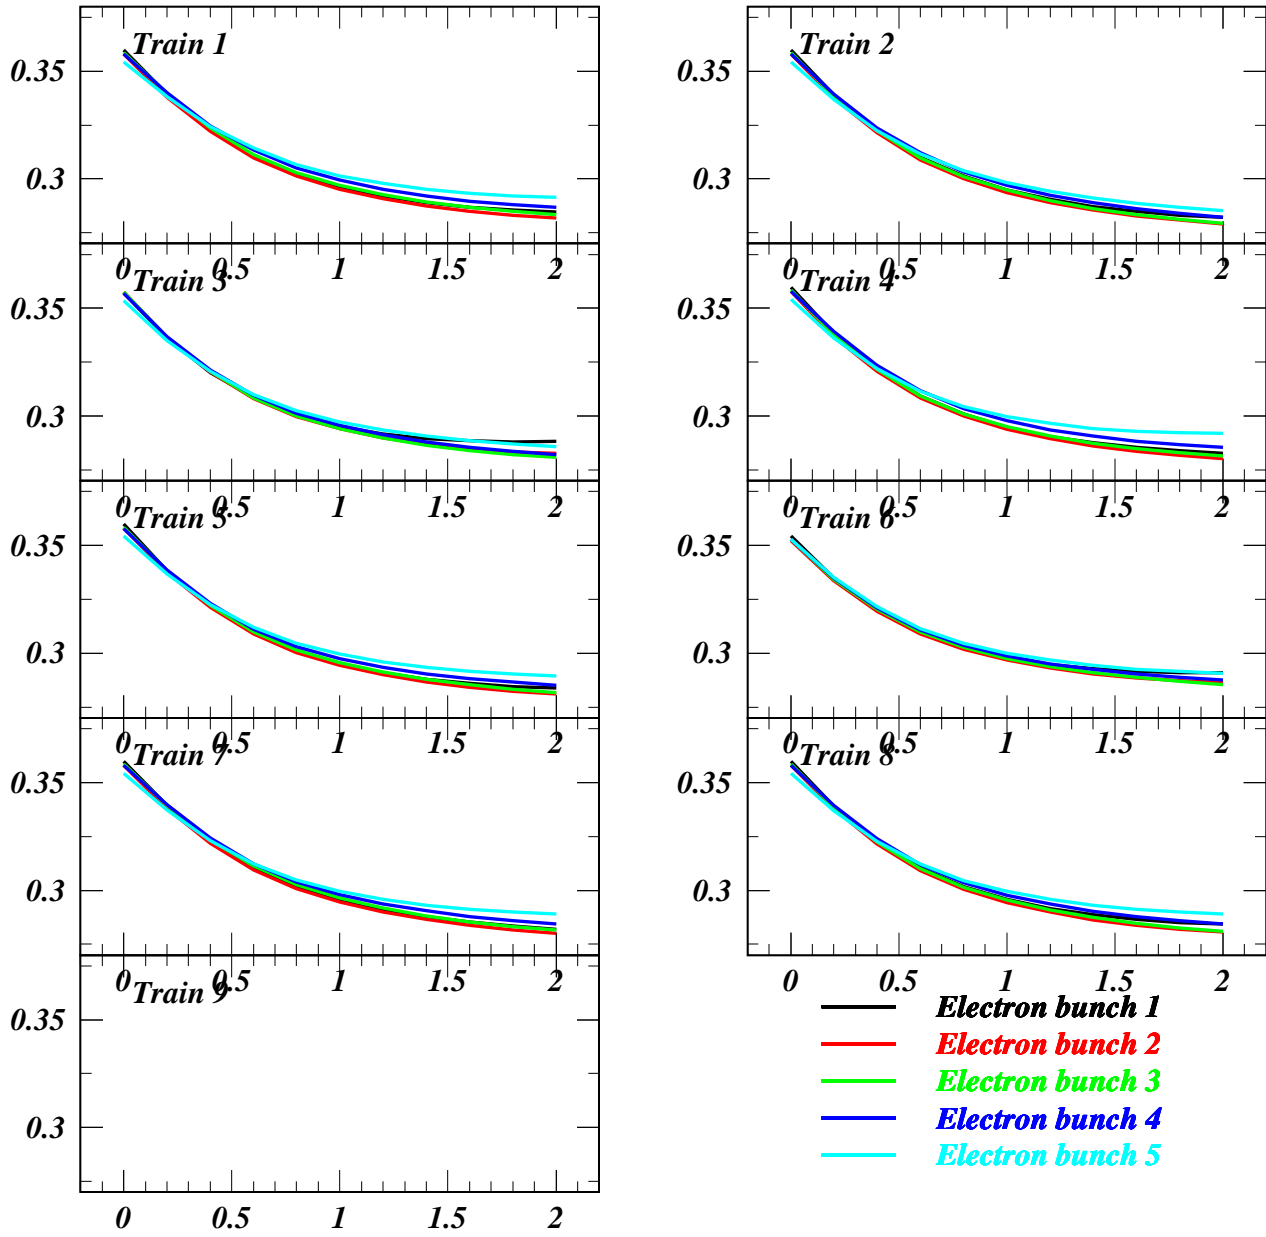 Train 1
Train 2
0.35
0.35
0.3
0.3
0 0.5 1 1.5 2
0 0.5 1 1.5 2
Train 3
Train 4
0.35
0.35
0.3
0.3
0 0.5 1 1.5 2
0 0.5 1 1.5 2
Train 5
Train 6
0.35
0.35
0.3
0.3
0 0.5 1 1.5 2
0 0.5 1 1.5 2
Train 7
Train 8
0.35
0.35
0.3
0.3
0 0.5 1 1.5 2
0 0.5 1 1.5 2
Train 9
0.35
0.3
0 0.5 1 1.5 2
Electron bunch 1
Electron bunch 2
Electron bunch 3
Electron bunch 4
Electron bunch 5